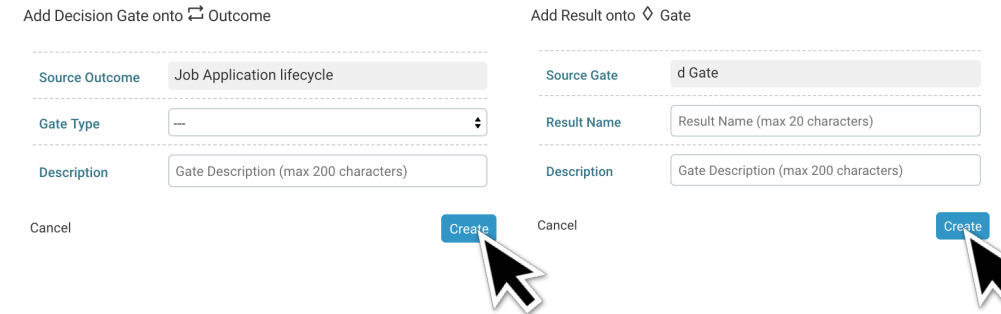 Add Decision Gate onto Outcome
Source Outcome Job Application lifecycle
Gate Type ---
Description Gate Description (max 200 characters)
Cancel Create
Add Result onto ◊ Gate
Source Gate d Gate
Result Name Result Name (max 20 characters)
Description Gate Description (max 200 characters)
Cancel Create